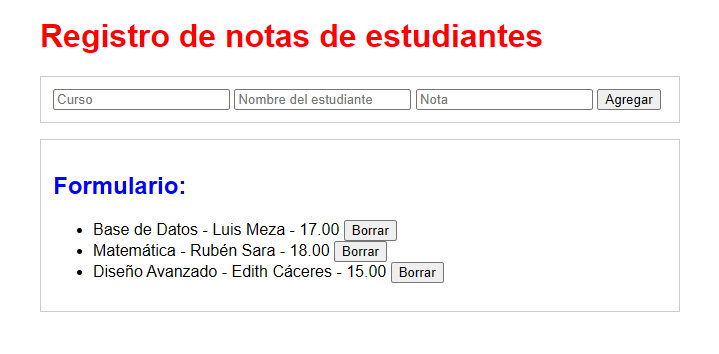 Registro de notas de estudiantes
Curso Nombre del estudiante Nota Agregar
Formulario:
Base de Datos - Luis Meza - 17.00 Borrar
Matemática - Rubén Sara - 18.00 Borrar
Diseño Avanzado - Edith Cáceres - 15.00 Borrar